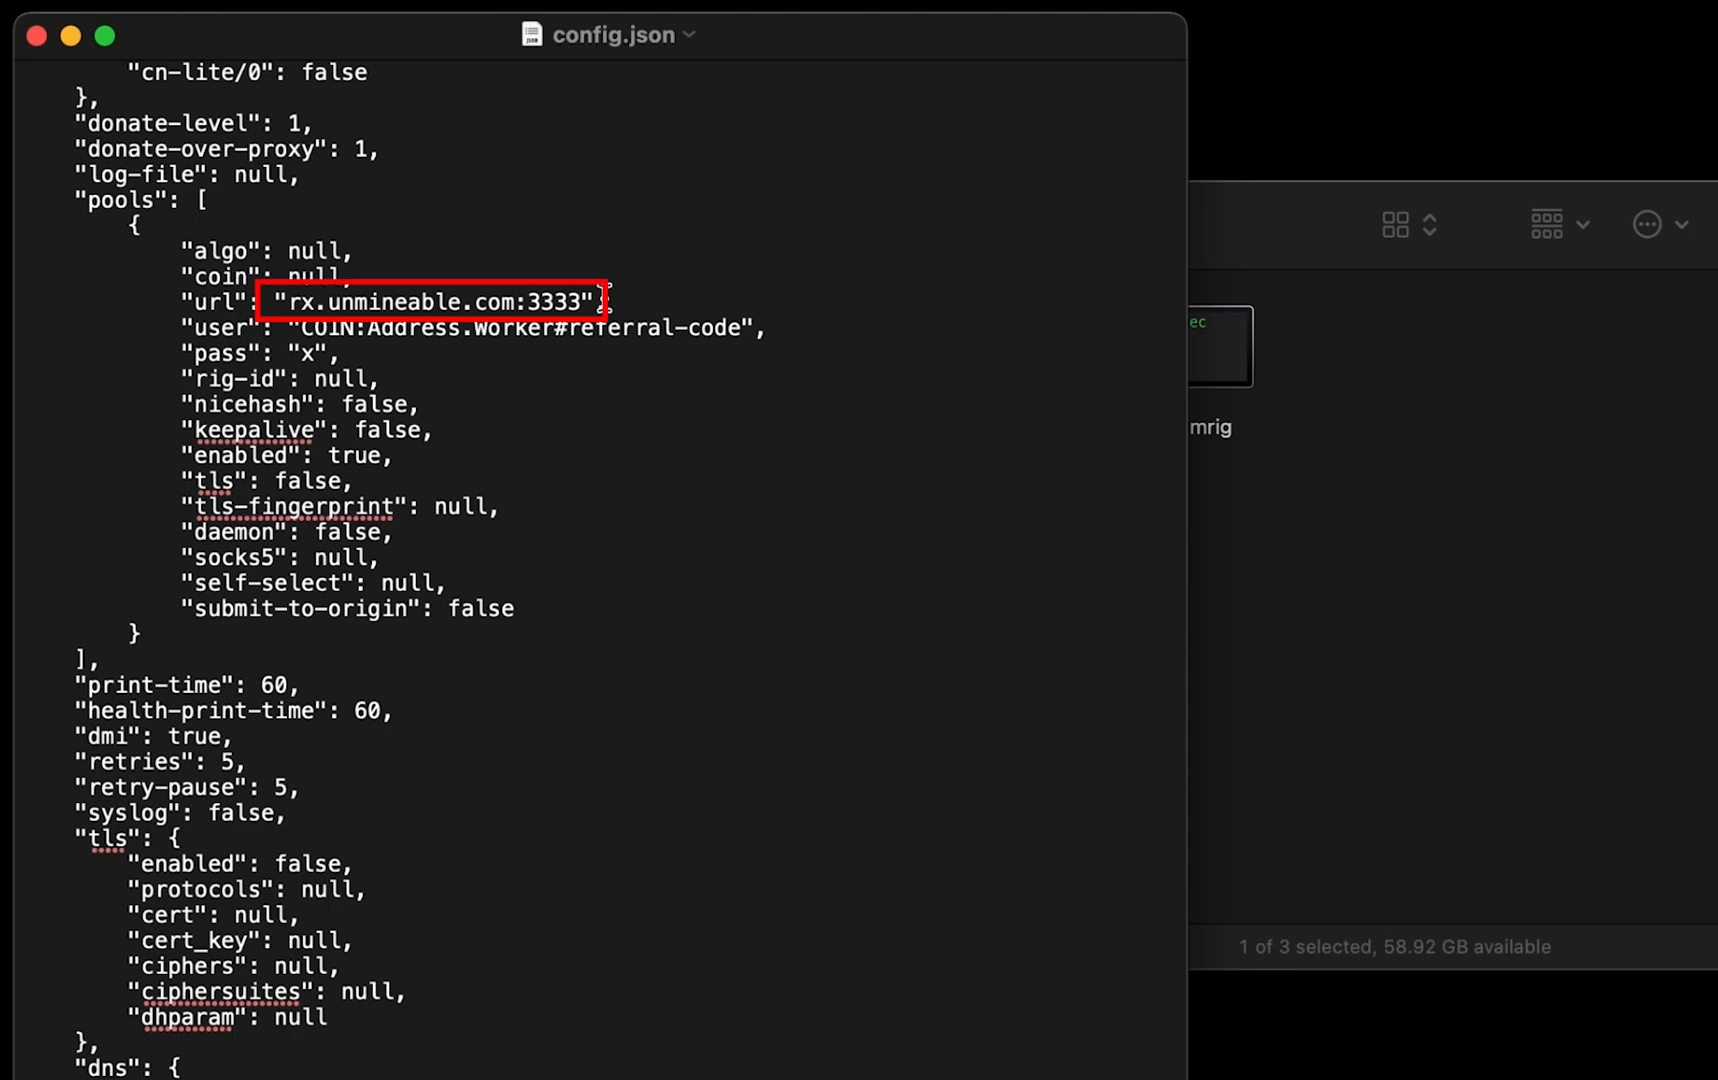 config.json
"cn-lite/0": false
},
"donate-level": 1,
"donate-over-proxy": 1,
"log-file": null,
"pools": [
{
"algo": null,
"coin": null,
"url": "rx.unmineable.com:3333",
"user": "COIN:Address.Worker#referral-code",
"pass": "x",
"rig-id": null,
"nicehash": false,
"keepalive": false,
"enabled": true,
"tls": false,
"tls-fingerprint": null,
"daemon": false,
"socks5": null,
"self-select": null,
"submit-to-origin": false
}
],
"print-time": 60,
"health-print-time": 60,
"dmi": true,
"retries": 5,
"retry-pause": 5,
"syslog": false,
"tls": {
"enabled": false,
"protocols": null,
"cert": null,
"cert_key": null,
"ciphers": null,
"ciphersuites": null,
"dhparam": null
},
"dns": {
ec
mrig
1 of 3 selected, 58.92 GB available